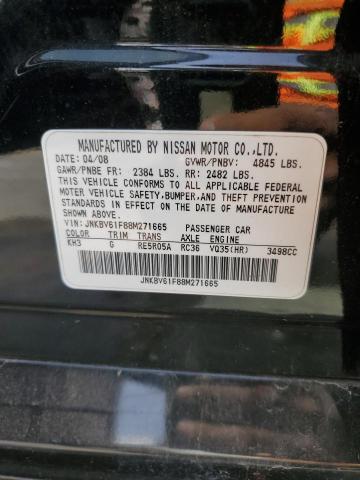 MANUFACTURED BY NISSAN MOTOR CO.,LTD.
DATE: 04/08 GVWR/PNBV: 4845 LBS.
GAWR/PNBE FR: 2384 LBS. RR: 2482 LBS.
THIS VEHICLE CONFORMS TO ALL APPLICABLE FEDERAL
MOTOR VEHICLE SAFETY,BUMPER,AND THEFT PREVENTION
STANDARDS IN EFFECT ON THE DATE OF MANUFACTURE
SHOWN ABOVE.
VIN: JNKBV61F88M271665 PASSENGER CAR
COLOR TRIM TRANS AXLE ENGINE
KH3 G RE5R05A RC36 VQ35(HR) 3498CC
JNKBV61F88M271665